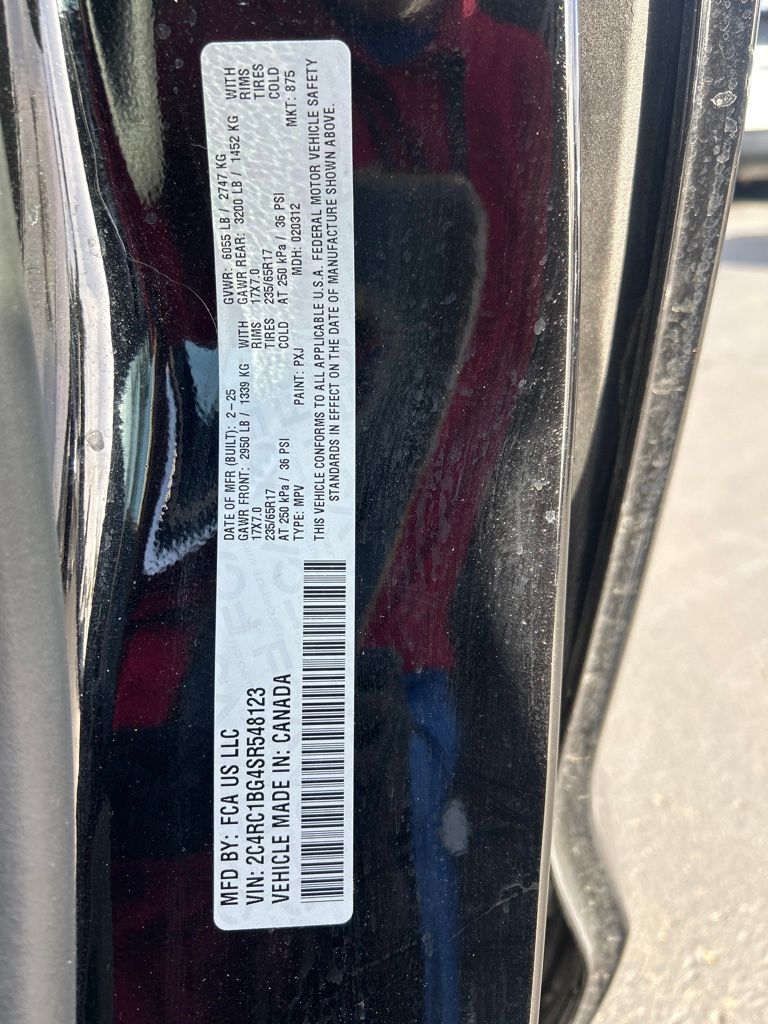 MFD BY: FCA US LLC
VIN: 2C4RC1BG4SR548123
VEHICLE MADE IN: CANADA
DATE OF MFR (BUILT): 2-25 GVWR: 6055 LB / 2747 KG WITH
GAWR FRONT: 2950 LB / 1339 KG WITH GAWR REAR: 3200 LB / 1452 KG RIMS
17X7.0 RIMS 17X7.0 TIRES
235/65R17 TIRES 235/65R17 COLD
AT 250 kPa / 36 PSI COLD AT 250 kPa / 36 PSI
TYPE: MPV PAINT: PXJ MDH: 020312 MKT: 875
THIS VEHICLE CONFORMS TO ALL APPLICABLE U.S.A. FEDERAL MOTOR VEHICLE SAFETY
STANDARDS IN EFFECT ON THE DATE OF MANUFACTURE SHOWN ABOVE.